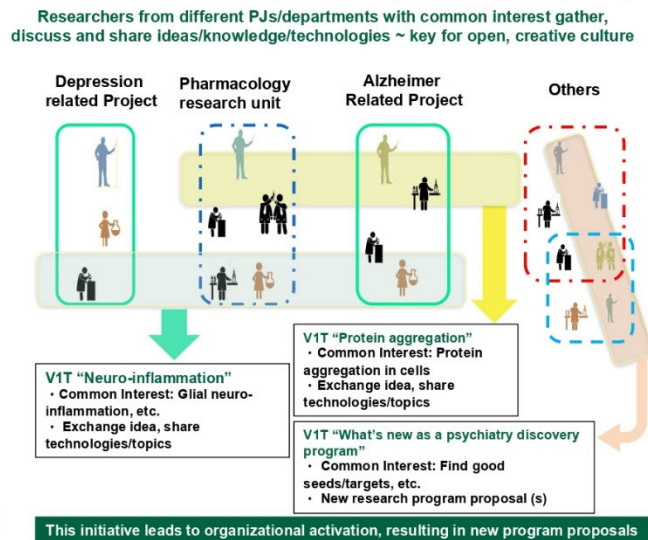 Researchers from different PJs/departments with common interest gather,
discuss and share ideas/knowledge/technologies ~ key for open, creative culture
Depression
related Project
Pharmacology
research unit
Alzheimer
Related Project
Others
V1T “Neuro-inflammation”
・Common Interest: Glial neuro-
inflammation, etc.
・Exchange idea, share
technologies/topics
V1T “Protein aggregation”
・Common Interest: Protein
aggregation in cells
・Exchange idea, share
technologies/topics
V1T “What’s new as a psychiatry discovery
program”
・Common Interest: Find good
seeds/targets, etc.
・New research program proposal (s)
This initiative leads to organizational activation, resulting in new program proposals